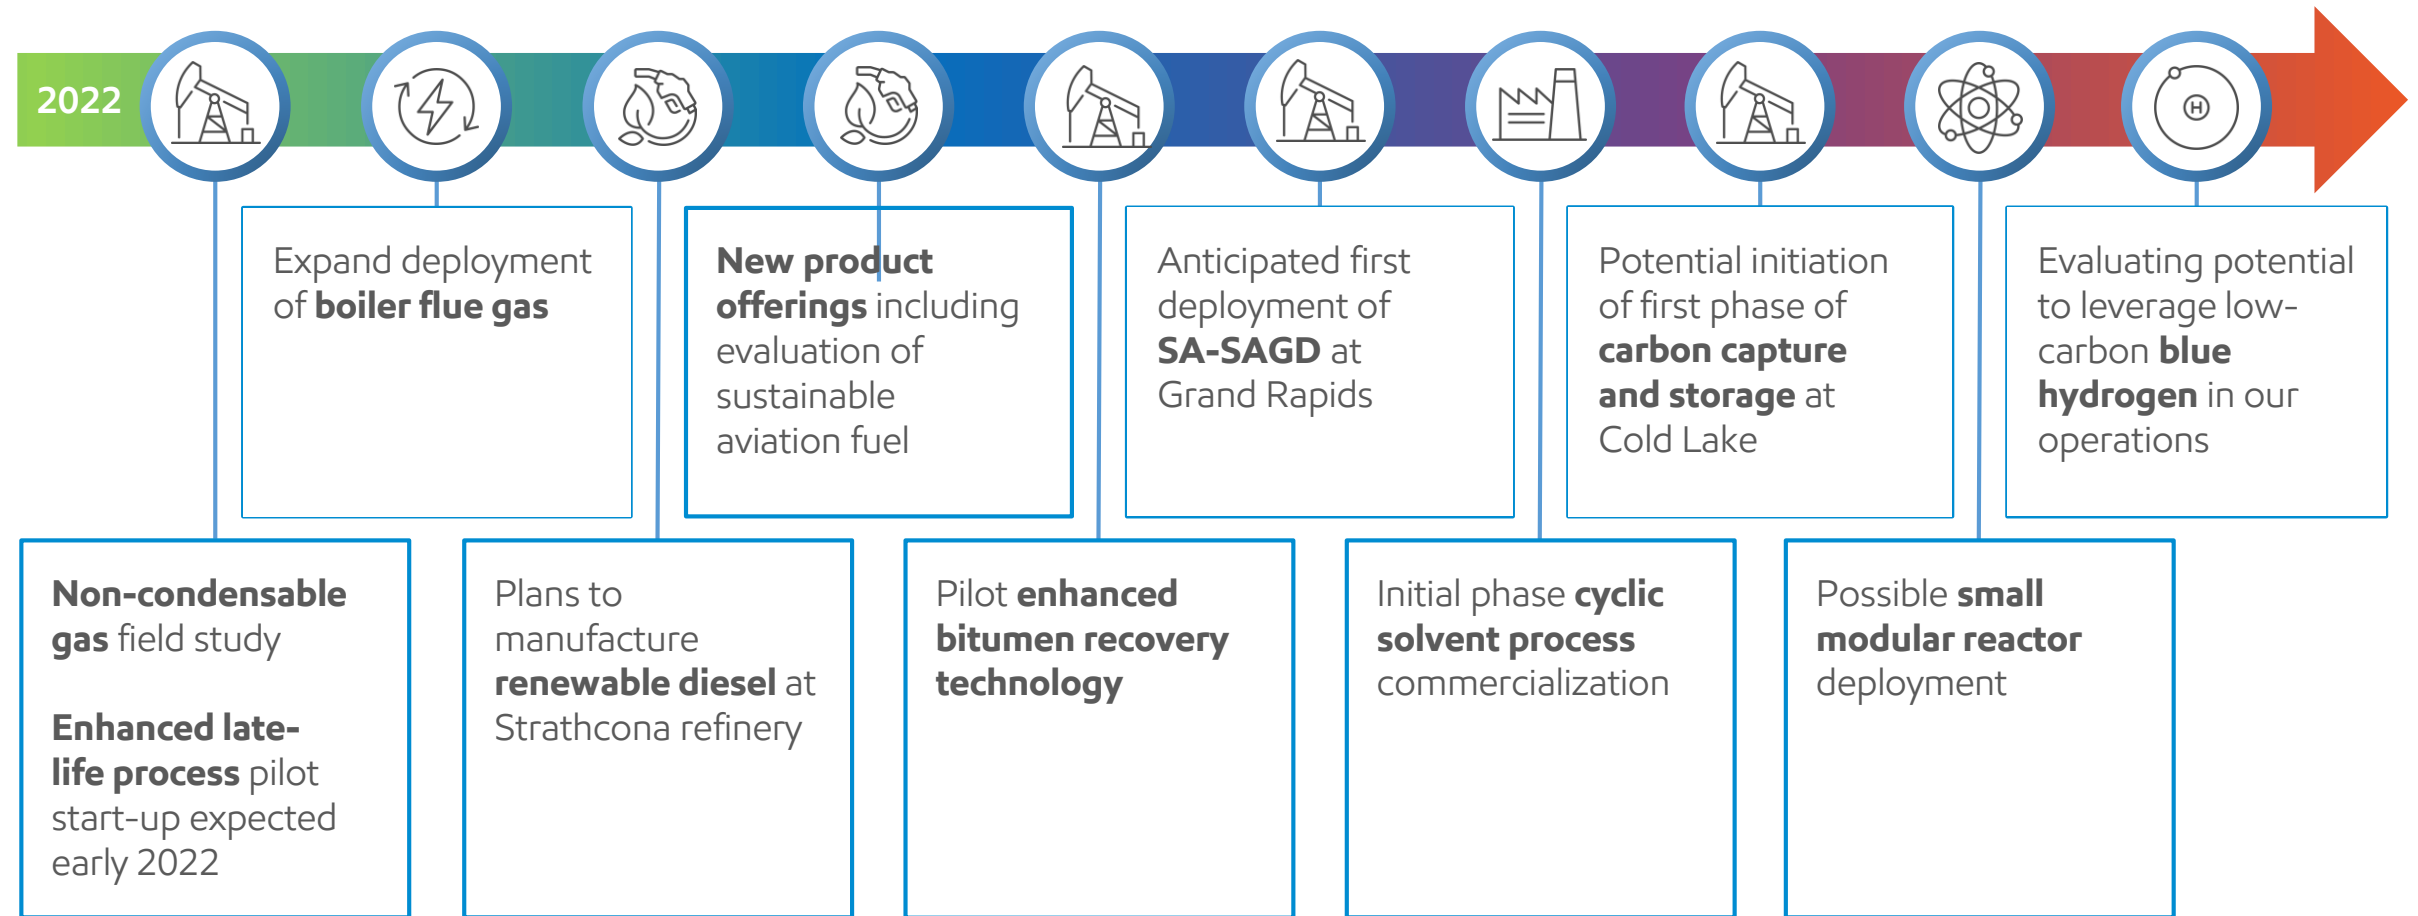 2022
H
Expand deployment
of boiler flue gas
New product
offerings including
evaluation of
sustainable
aviation fuel
Anticipated first
deployment of
SA-SAGD at
Grand Rapids
Potential initiation
of first phase of
carbon capture
and storage at
Cold Lake
Evaluating potential
to leverage low-
carbon blue
hydrogen in our
operations
Non-condensable
gas field study
Enhanced late-
life process pilot
start-up expected
early 2022
Plans to
manufacture
renewable diesel at
Strathcona refinery
Pilot enhanced
bitumen recovery
technology
Initial phase cyclic
solvent process
commercialization
Possible small
modular reactor
deployment